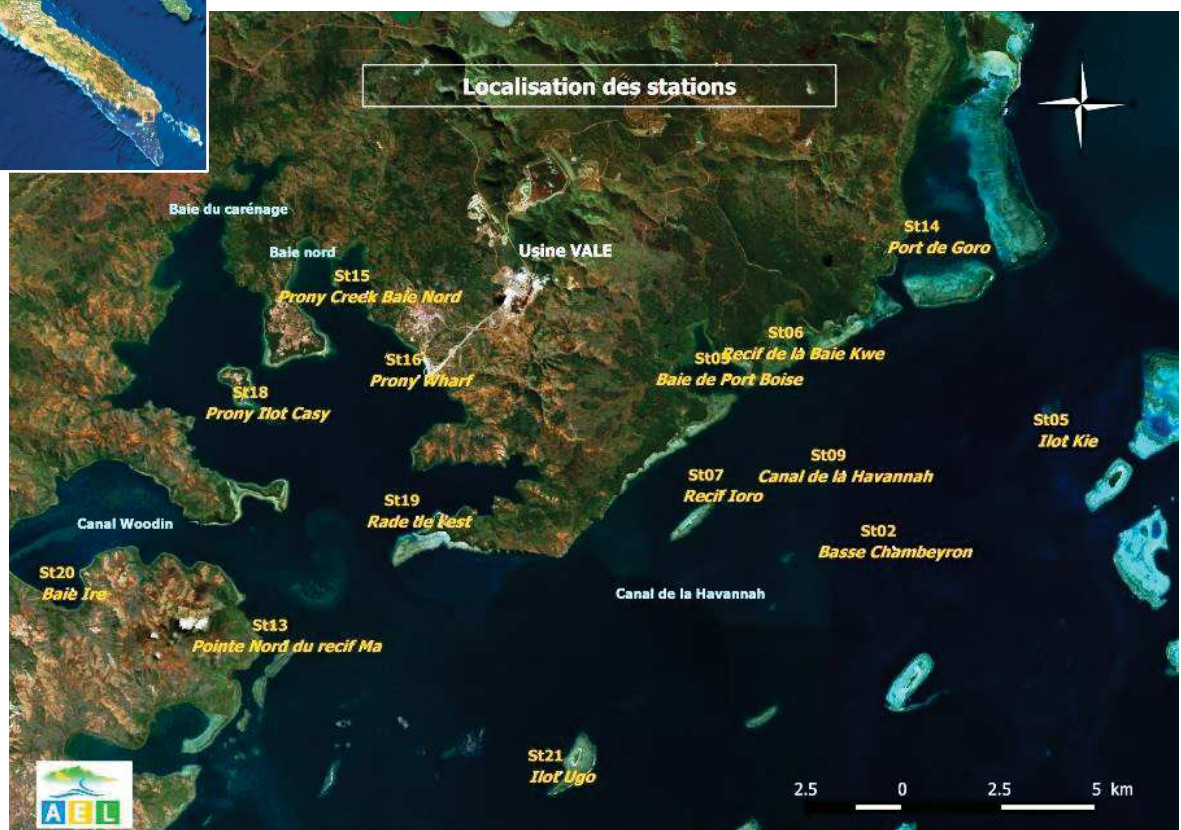 Localisation des stations
Baie du carénage
St14
Port de Goro
Baie nord
Usine VALE
St15
Prony Creek Baie Nord
St06
Recif de la Baie Kwe
St16
Prony Wharf
Baie de Port Boise
St18
Prony Ilot Casy
St05
Ilot Kie
St09
Canal de la Havannah
St07
Recif Ioro
St19
Rade de l'est
Canal Woodin
St02
Basse Chambeyron
St20
Baie Ire
Canal de la Havannah
St13
Pointe Nord du recif Ma
St21
Ilot Ugo
2.5 0 5 km
AEL